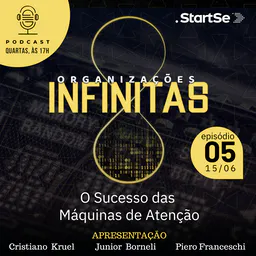 PODCAST
QUARTAS, ÀS 17H
.StartSe
ORGANIZAÇÕES
INFINITAS
episódio
05
15/06
O Sucesso das
Máquinas de Atenção
APRESENTAÇÃO
Cristiano Kruel Junior Borneli Piero Franceschi